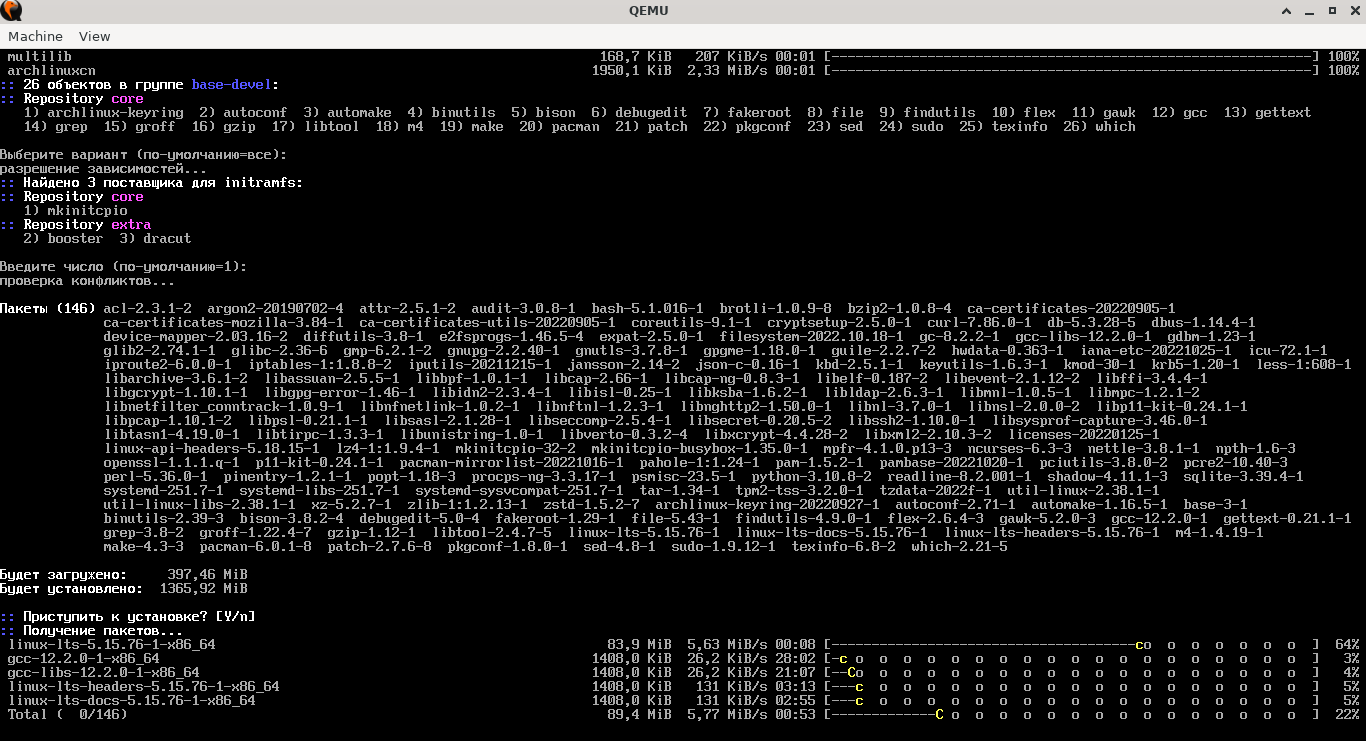 QEMU
Machine View
multilib 168,7 KiB 207 KiB/s 00:01 [------------------------------------------------------------] 100%
archlinuxcn 1950,1 KiB 2,33 MiB/s 00:01 [------------------------------------------------------------] 100%
:: 26 объектов в группе base-devel:
:: Repository core
1) archlinux-keyring 2) autoconf 3) automake 4) binutils 5) bison 6) debugedit 7) fakeroot 8) file 9) findutils 10) flex 11) gawk 12) gcc 13) gettext
14) grep 15) groff 16) gzip 17) libtool 18) m4 19) make 20) pacman 21) patch 22) pkgconf 23) sed 24) sudo 25) texinfo 26) which
Выберите вариант (по-умолчанию=все):
разрешение зависимостей...
:: Найдено 3 поставщика для initramfs:
:: Repository core
1) mkinitcpio
:: Repository extra
2) booster 3) dracut
Введите число (по-умолчанию=1):
проверка конфликтов...
Пакеты (146) acl-2.3.1-2 argon2-20190702-4 attr-2.5.1-2 audit-3.0.8-1 bash-5.1.016-1 brotli-1.0.9-8 bzip2-1.0.8-4 ca-certificates-20220905-1
ca-certificates-mozilla-3.84-1 ca-certificates-utils-20220905-1 coreutils-9.1-1 cryptsetup-2.5.0-1 curl-7.86.0-1 db-5.3.28-5 dbus-1.14.4-1
device-mapper-2.03.16-2 diffutils-3.8-1 e2fsprogs-1.46.5-4 expat-2.5.0-1 filesystem-2022.10.18-1 gc-8.2.2-1 gcc-libs-12.2.0-1 gdbm-1.23-1
glib2-2.74.1-1 glibc-2.36-6 gmp-6.2.1-2 gnupg-2.2.40-1 gnutls-3.7.8-1 gpgme-1.18.0-1 guile-2.2.7-2 hwdata-0.363-1 iana-etc-20221025-1 icu-72.1-1
iproute2-6.0.0-1 iptables-1:1.8.8-2 iputils-20211215-1 jansson-2.14-2 json-c-0.16-1 kbd-2.5.1-1 keyutils-1.6.3-1 kmod-30-1 krb5-1.20-1 less-1:608-1
libarchive-3.6.1-2 libassuan-2.5.5-1 libbpf-1.0.1-1 libcap-2.66-1 libcap-ng-0.8.3-1 libelf-0.187-2 libevent-2.1.12-2 libffi-3.4.4-1
libgcrypt-1.10.1-1 libgpg-error-1.46-1 libidn2-2.3.4-1 libisl-0.25-1 libksba-1.6.2-1 libldap-2.6.3-1 libmnl-1.0.5-1 libmpc-1.2.1-2
libnetfilter_conntrack-1.0.9-1 libnfnetlink-1.0.2-1 libnftnl-1.2.3-1 libnghttp2-1.50.0-1 libnl-3.7.0-1 libnsl-2.0.0-2 libp11-kit-0.24.1-1
libpcap-1.10.1-2 libpsl-0.21.1-1 libsasl-2.1.28-1 libseccomp-2.5.4-1 libsecret-0.20.5-2 libssh2-1.10.0-1 libsysprof-capture-3.46.0-1
libtasn1-4.19.0-1 libtirpc-1.3.3-1 libunistring-1.0-1 libverto-0.3.2-4 libxcrypt-4.4.28-2 libxml2-2.10.3-2 licenses-20220125-1
linux-api-headers-5.18.15-1 lz4-1:1.9.4-1 mkinitcpio-32-2 mkinitcpio-busybox-1.35.0-1 mpfr-4.1.0.p13-3 ncurses-6.3-3 nettle-3.8.1-1 npth-1.6-3
openssl-1.1.1.q-1 p11-kit-0.24.1-1 pacman-mirrorlist-20221016-1 pahole-1:1.24-1 pam-1.5.2-1 pambase-20221020-1 pciutils-3.8.0-2 pcre2-10.40-3
perl-5.36.0-1 pinentry-1.2.1-1 popt-1.18-3 procps-ng-3.3.17-1 psmisc-23.5-1 python-3.10.8-2 readline-8.2.001-1 shadow-4.11.1-3 sqlite-3.39.4-1
systemd-251.7-1 systemd-libs-251.7-1 systemd-sysvcompat-251.7-1 tar-1.34-1 tpm2-tss-3.2.0-1 tzdata-2022f-1 util-linux-2.38.1-1
util-linux-libs-2.38.1-1 xz-5.2.7-1 zlib-1:1.2.13-1 zstd-1.5.2-7 archlinux-keyring-20220927-1 autoconf-2.71-1 automake-1.16.5-1 base-3-1
binutils-2.39-3 bison-3.8.2-4 debugedit-5.0-4 fakeroot-1.29-1 file-5.43-1 findutils-4.9.0-1 flex-2.6.4-3 gawk-5.2.0-3 gcc-12.2.0-1 gettext-0.21.1-1
grep-3.8-2 groff-1.22.4-7 gzip-1.12-1 libtool-2.4.7-5 linux-lts-5.15.76-1 linux-lts-docs-5.15.76-1 linux-lts-headers-5.15.76-1 m4-1.4.19-1
make-4.3-3 pacman-6.0.1-8 patch-2.7.6-8 pkgconf-1.8.0-1 sed-4.8-1 sudo-1.9.12-1 texinfo-6.8-2 which-2.21-5
Будет загружено: 397,46 MiB
Будет установлено: 1365,92 MiB
:: Приступить к установке? [Y/n]
:: Получение пакетов...
linux-lts-5.15.76-1-x86_64 83,9 MiB 5,63 MiB/s 00:08 [--------------------------------------co o o o o o o ] 64%
gcc-12.2.0-1-x86_64 1408,0 KiB 26,2 KiB/s 28:02 [-c o o o o o o o o o o o o o o o o o o o ] 3%
gcc-libs-12.2.0-1-x86_64 1408,0 KiB 26,2 KiB/s 21:07 [--Co o o o o o o o o o o o o o o o o o o ] 4%
linux-lts-headers-5.15.76-1-x86_64 1408,0 KiB 131 KiB/s 03:13 [---c o o o o o o o o o o o o o o o o o o ] 5%
linux-lts-docs-5.15.76-1-x86_64 1408,0 KiB 131 KiB/s 02:55 [---c o o o o o o o o o o o o o o o o o o ] 5%
Total ( 0/146) 89,4 MiB 5,77 MiB/s 00:53 [-------------C o o o o o o o o o o o o o o o ] 22%